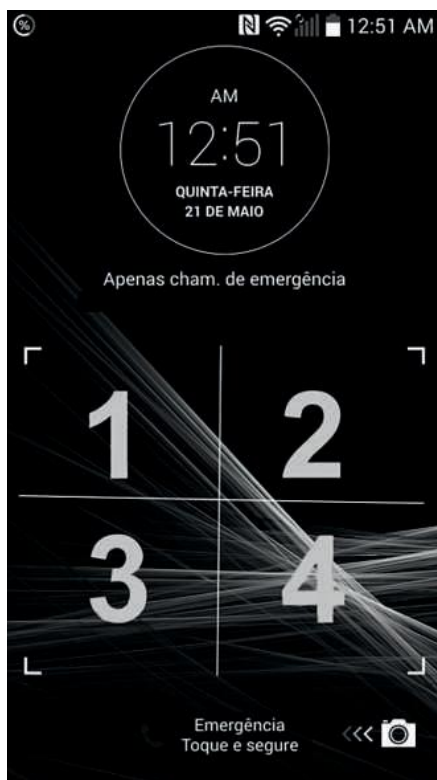 % 12:51 AM
AM
12:51
QUINTA-FEIRA
21 DE MAIO
Apenas cham. de emergência
1 2
3 4
Emergência
Toque e segure